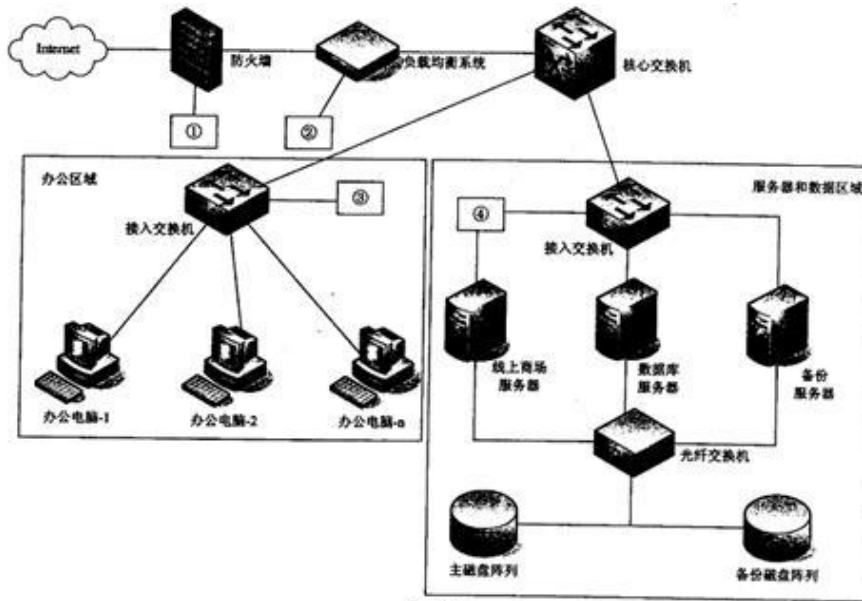 Internet
防火墙
负载均衡系统
核心交换机
①
②
办公区域
③
接入交换机
办公电脑-1
办公电脑-2
办公电脑-n
服务器和数据区域
④
接入交换机
线上商场
服务器
数据库
服务器
备份
服务器
光纤交换机
主磁盘阵列
备份磁盘阵列